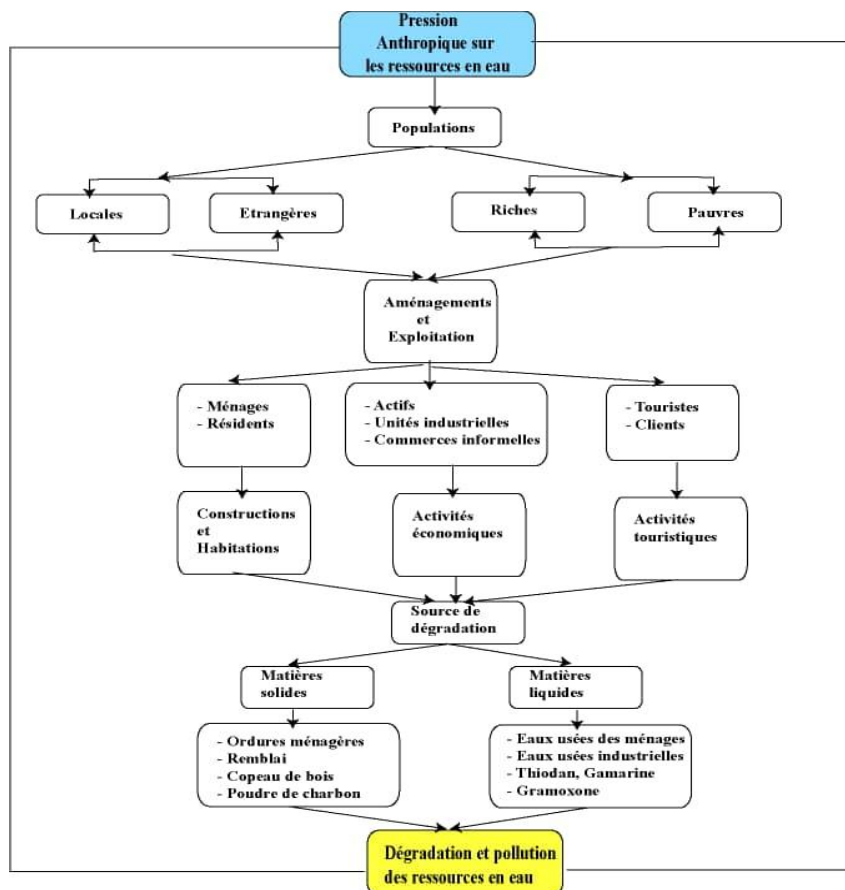 Pression
Anthropique sur
les ressources en eau
Populations
Locales
Etrangères
Riches
Pauvres
Aménagements
et
Exploitation
- Ménages
- Résidents
- Actifs
- Unités industrielles
- Commerces informelles
- Touristes
- Clients
Constructions
et
Habitations
Activités
économiques
Activités
touristiques
Source de
dégradation
Matières
solides
Matières
liquides
- Ordures ménagères
- Remblai
- Copeau de bois
- Poudre de charbon
- Eaux usées des ménages
- Eaux usées industrielles
- Thiodan, Gamarine
- Gramoxone
Dégradation et pollution
des ressources en eau